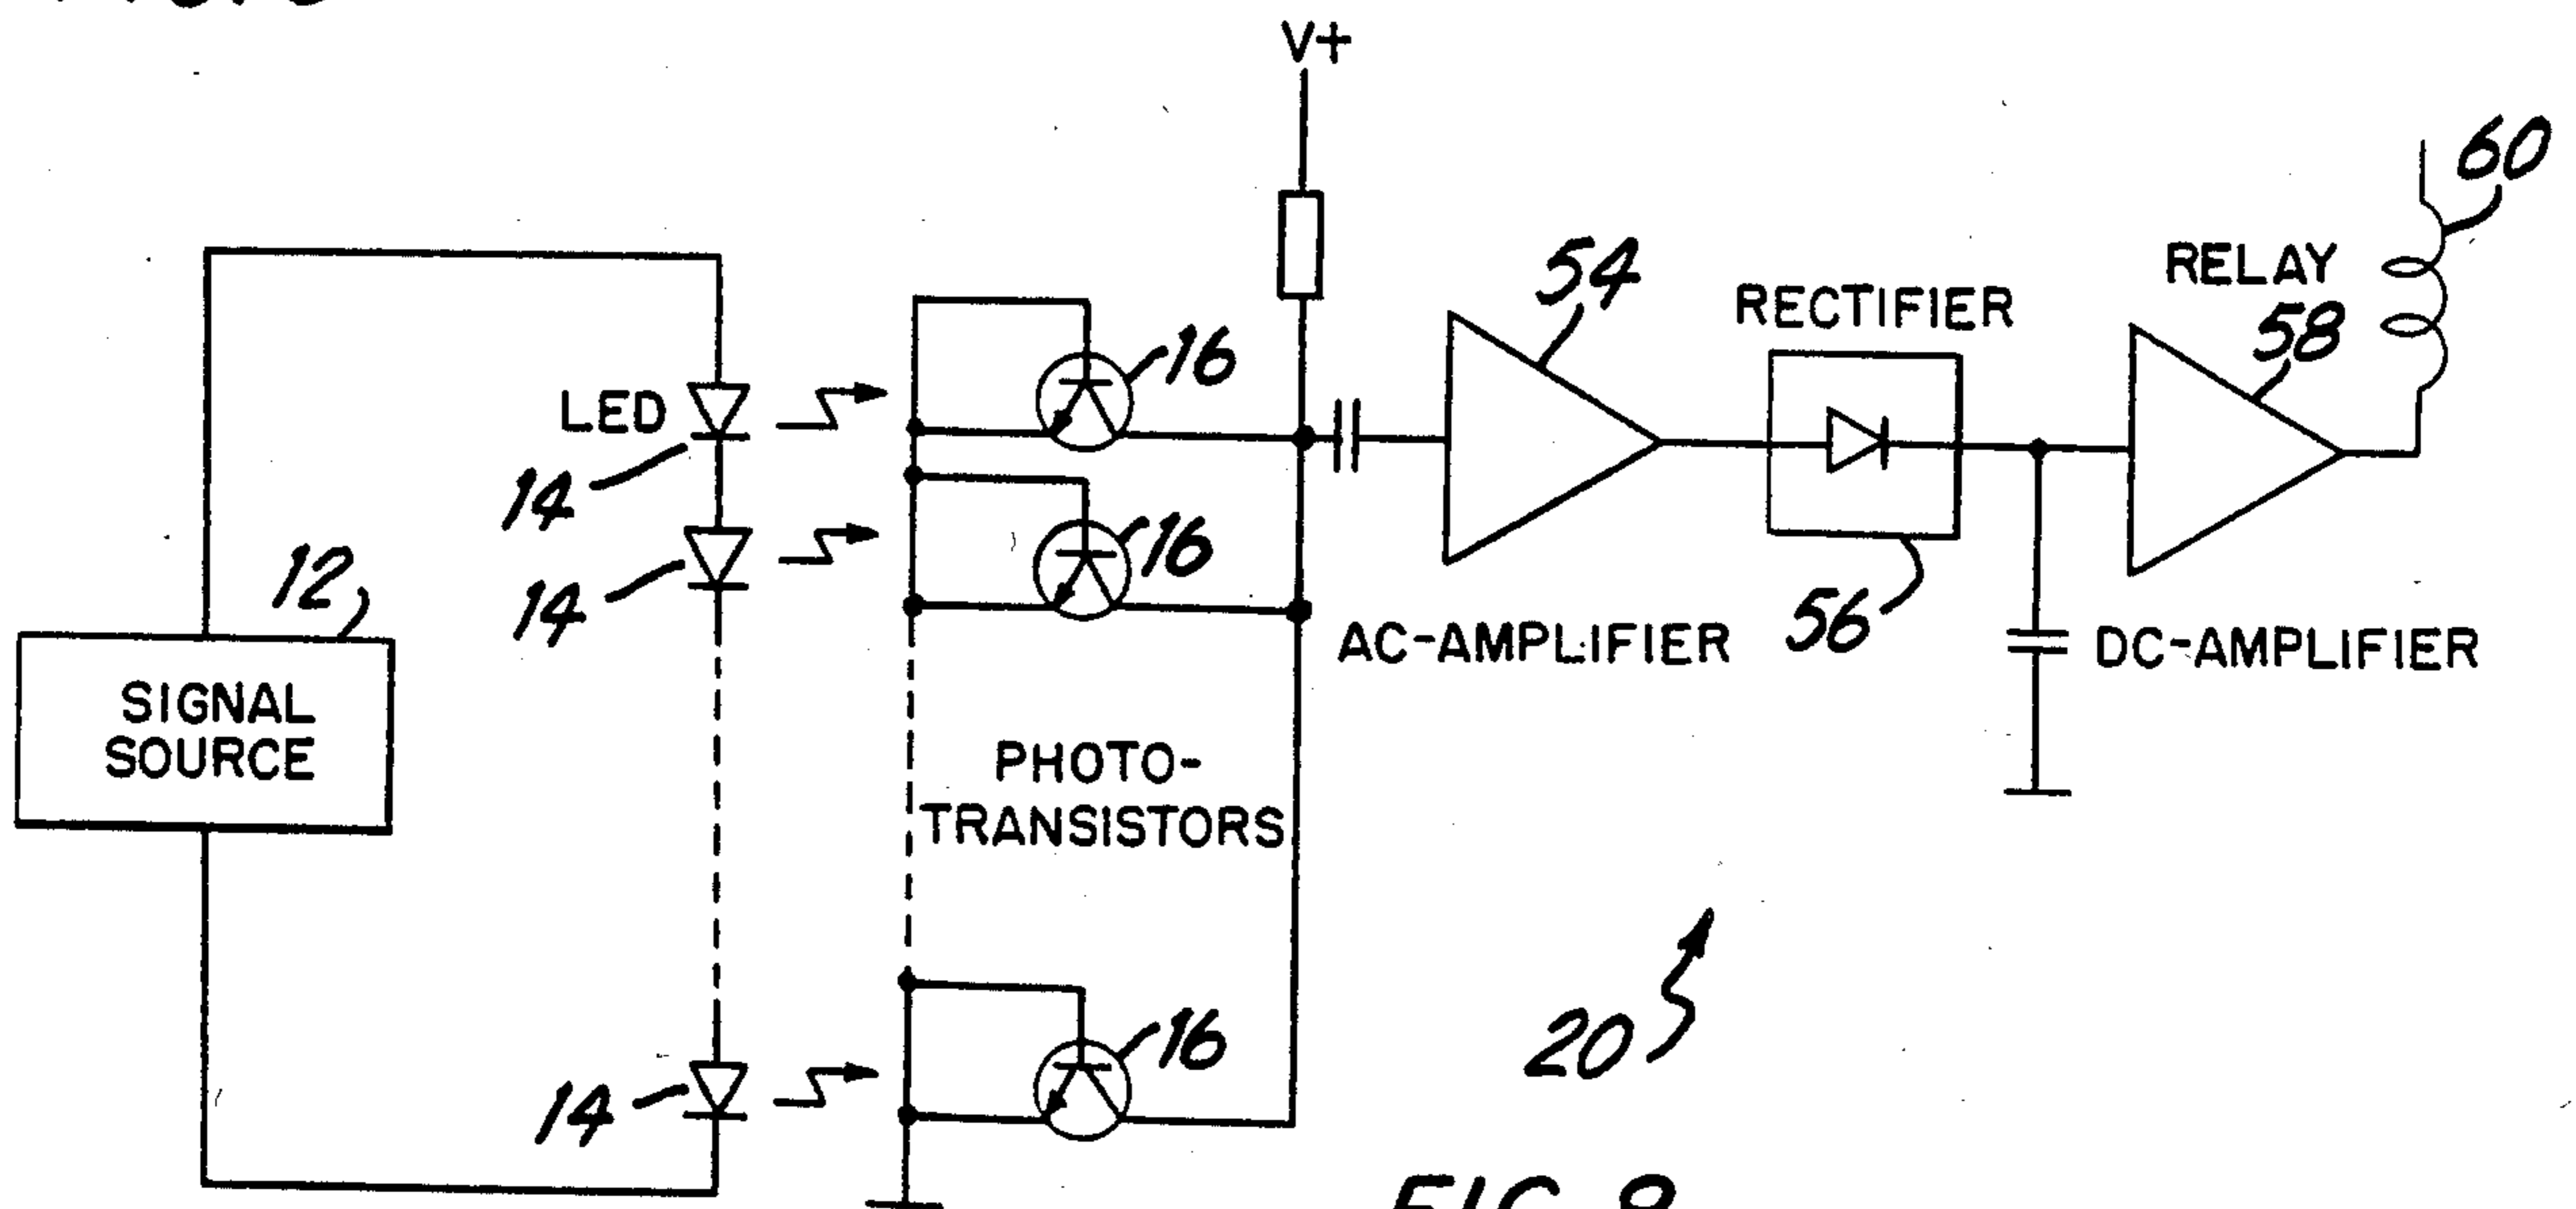 V+
60
54
RELAY
RECTIFIER
58
16
LED
14
16
12
14
56
AC-AMPLIFIER
DC-AMPLIFIER
SIGNAL
SOURCE
PHOTO-
TRANSISTORS
20
16
14